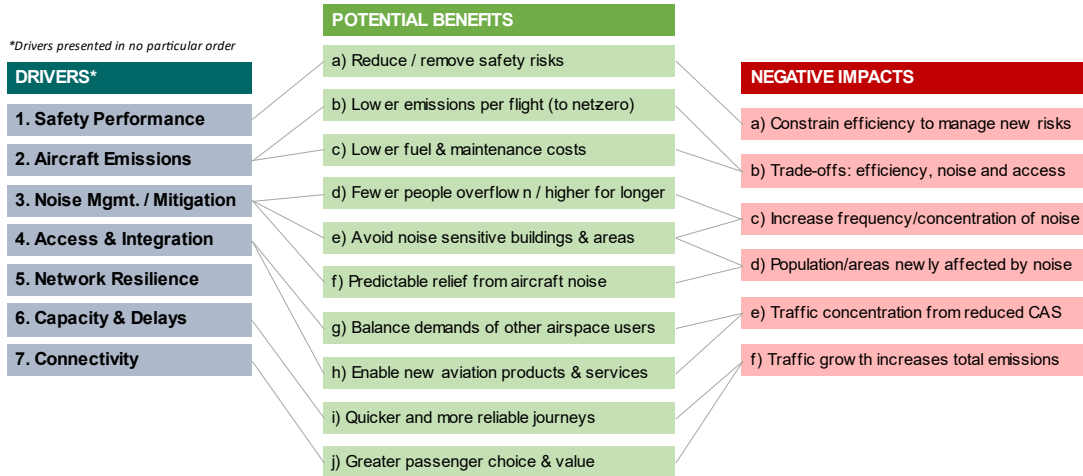 *Drivers presented in no particular order
DRIVERS*
1. Safety Performance
2. Aircraft Emissions
3. Noise Mgmt. / Mitigation
4. Access & Integration
5. Network Resilience
6. Capacity & Delays
7. Connectivity
POTENTIAL BENEFITS
a) Reduce / remove safety risks
b) Lower emissions per flight (to netzero)
c) Lower fuel & maintenance costs
d) Fewer people overflown / higher for longer
e) Avoid noise sensitive buildings & areas
f) Predictable relief from aircraft noise
g) Balance demands of other airspace users
h) Enable new aviation products & services
i) Quicker and more reliable journeys
j) Greater passenger choice & value
NEGATIVE IMPACTS
a) Constrain efficiency to manage new risks
b) Trade-offs: efficiency, noise and access
c) Increase frequency/concentration of noise
d) Population/areas newly affected by noise
e) Traffic concentration from reduced CAS
f) Traffic growth increases total emissions